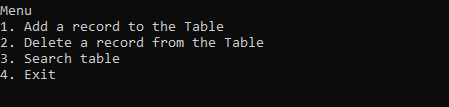 Menu
1. Add a record to the Table
2. Delete a record from the Table
3. Search table
4. Exit